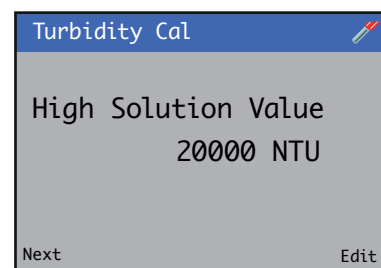 Turbidity Cal
High Solution Value
20000 NTU
Next Edit